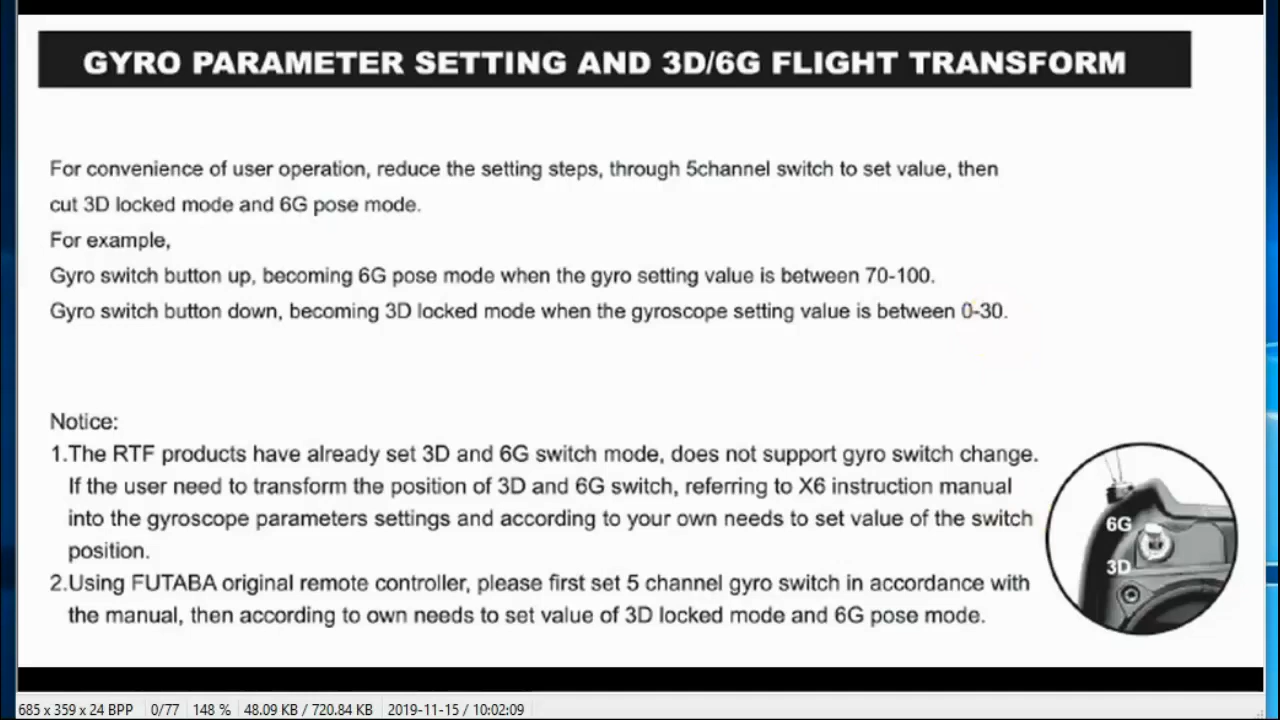 GYRO PARAMETER SETTING AND 3D/6G FLIGHT TRANSFORM
For convenience of user operation, reduce the setting steps, through 5channel switch to set value, then
cut 3D locked mode and 6G pose mode.
For example,
Gyro switch button up, becoming 6G pose mode when the gyro setting value is between 70-100.
Gyro switch button down, becoming 3D locked mode when the gyroscope setting value is between 0-30.
Notice:
1.The RTF products have already set 3D and 6G switch mode, does not support gyro switch change.
If the user need to transform the position of 3D and 6G switch, referring to X6 instruction manual
into the gyroscope parameters settings and according to your own needs to set value of the switch
position.
2.Using FUTABA original remote controller, please first set 5 channel gyro switch in accordance with
the manual, then according to own needs to set value of 3D locked mode and 6G pose mode.
6G
3D
685 x 359 x 24 BPP 0/77 148 % 48.09 KB / 720.84 KB 2019-11-15 / 10:02:09